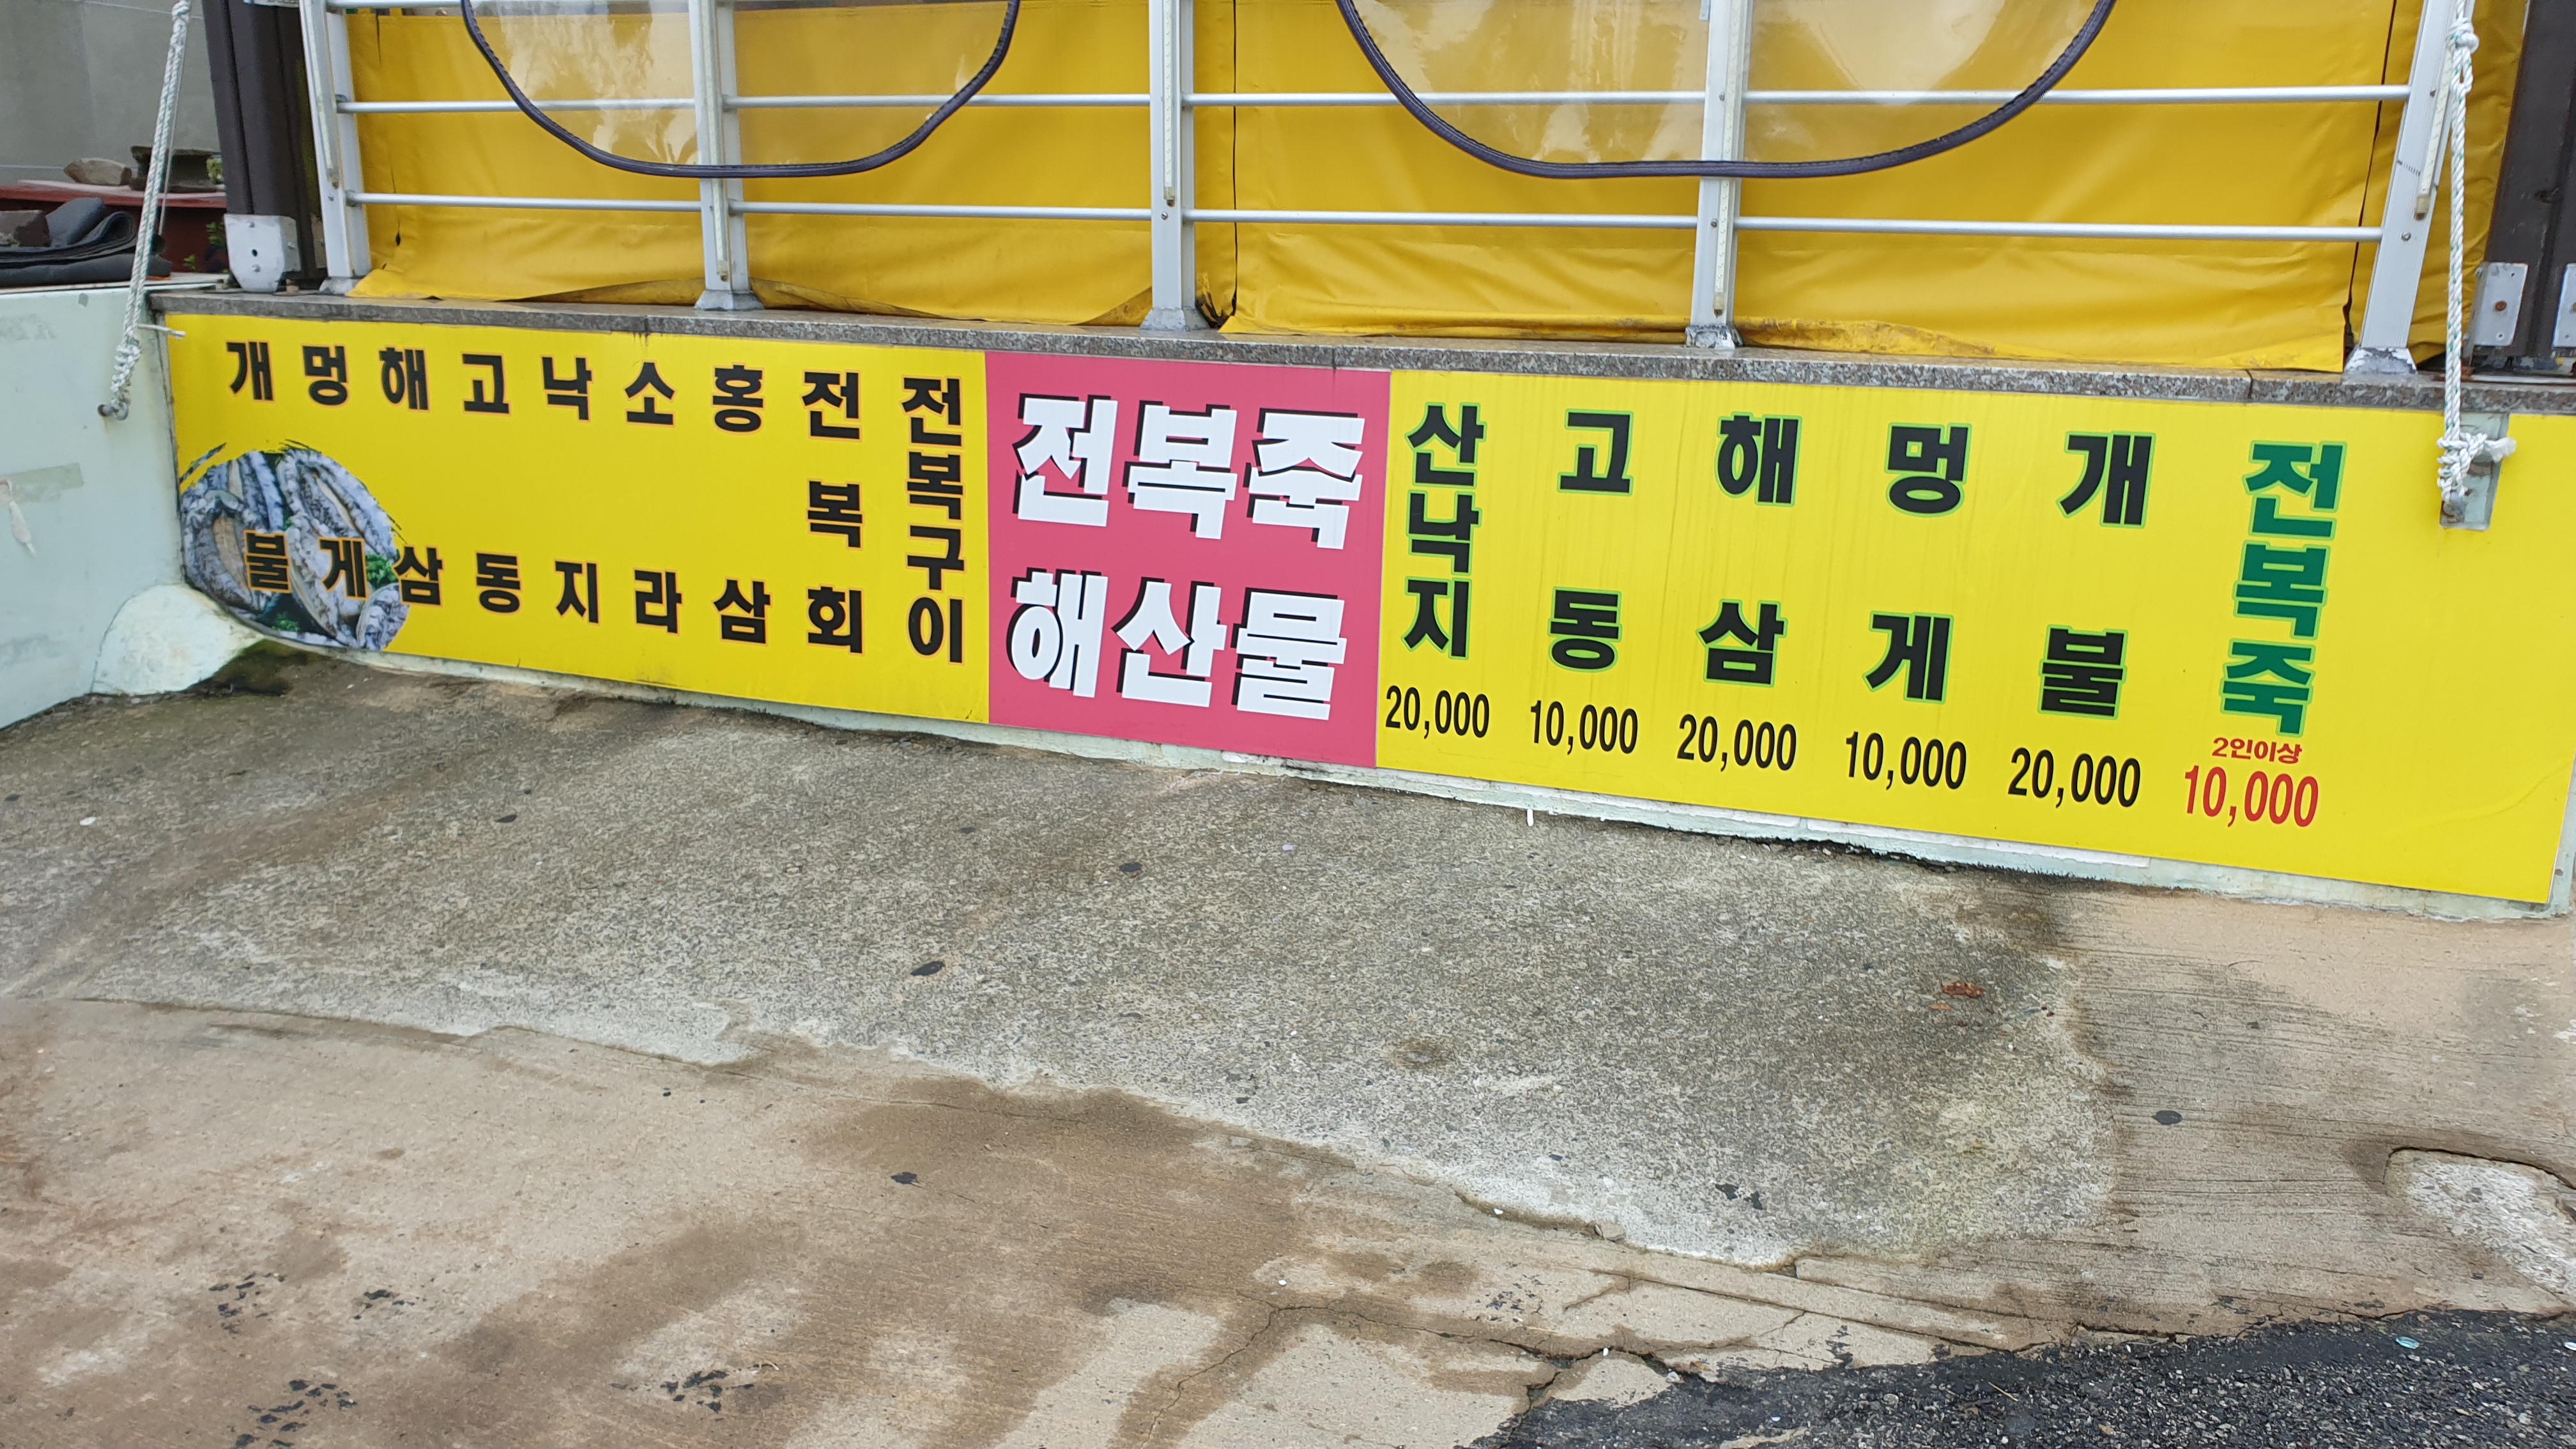 개불
멍게
해삼
고동
낙지
소라
홍삼
전복회
전복구이
전복죽
해산물
산낙지
20,000
고동
10,000
해삼
20,000
멍게
10,000
개불
20,000
전복죽
2인이상
10,000